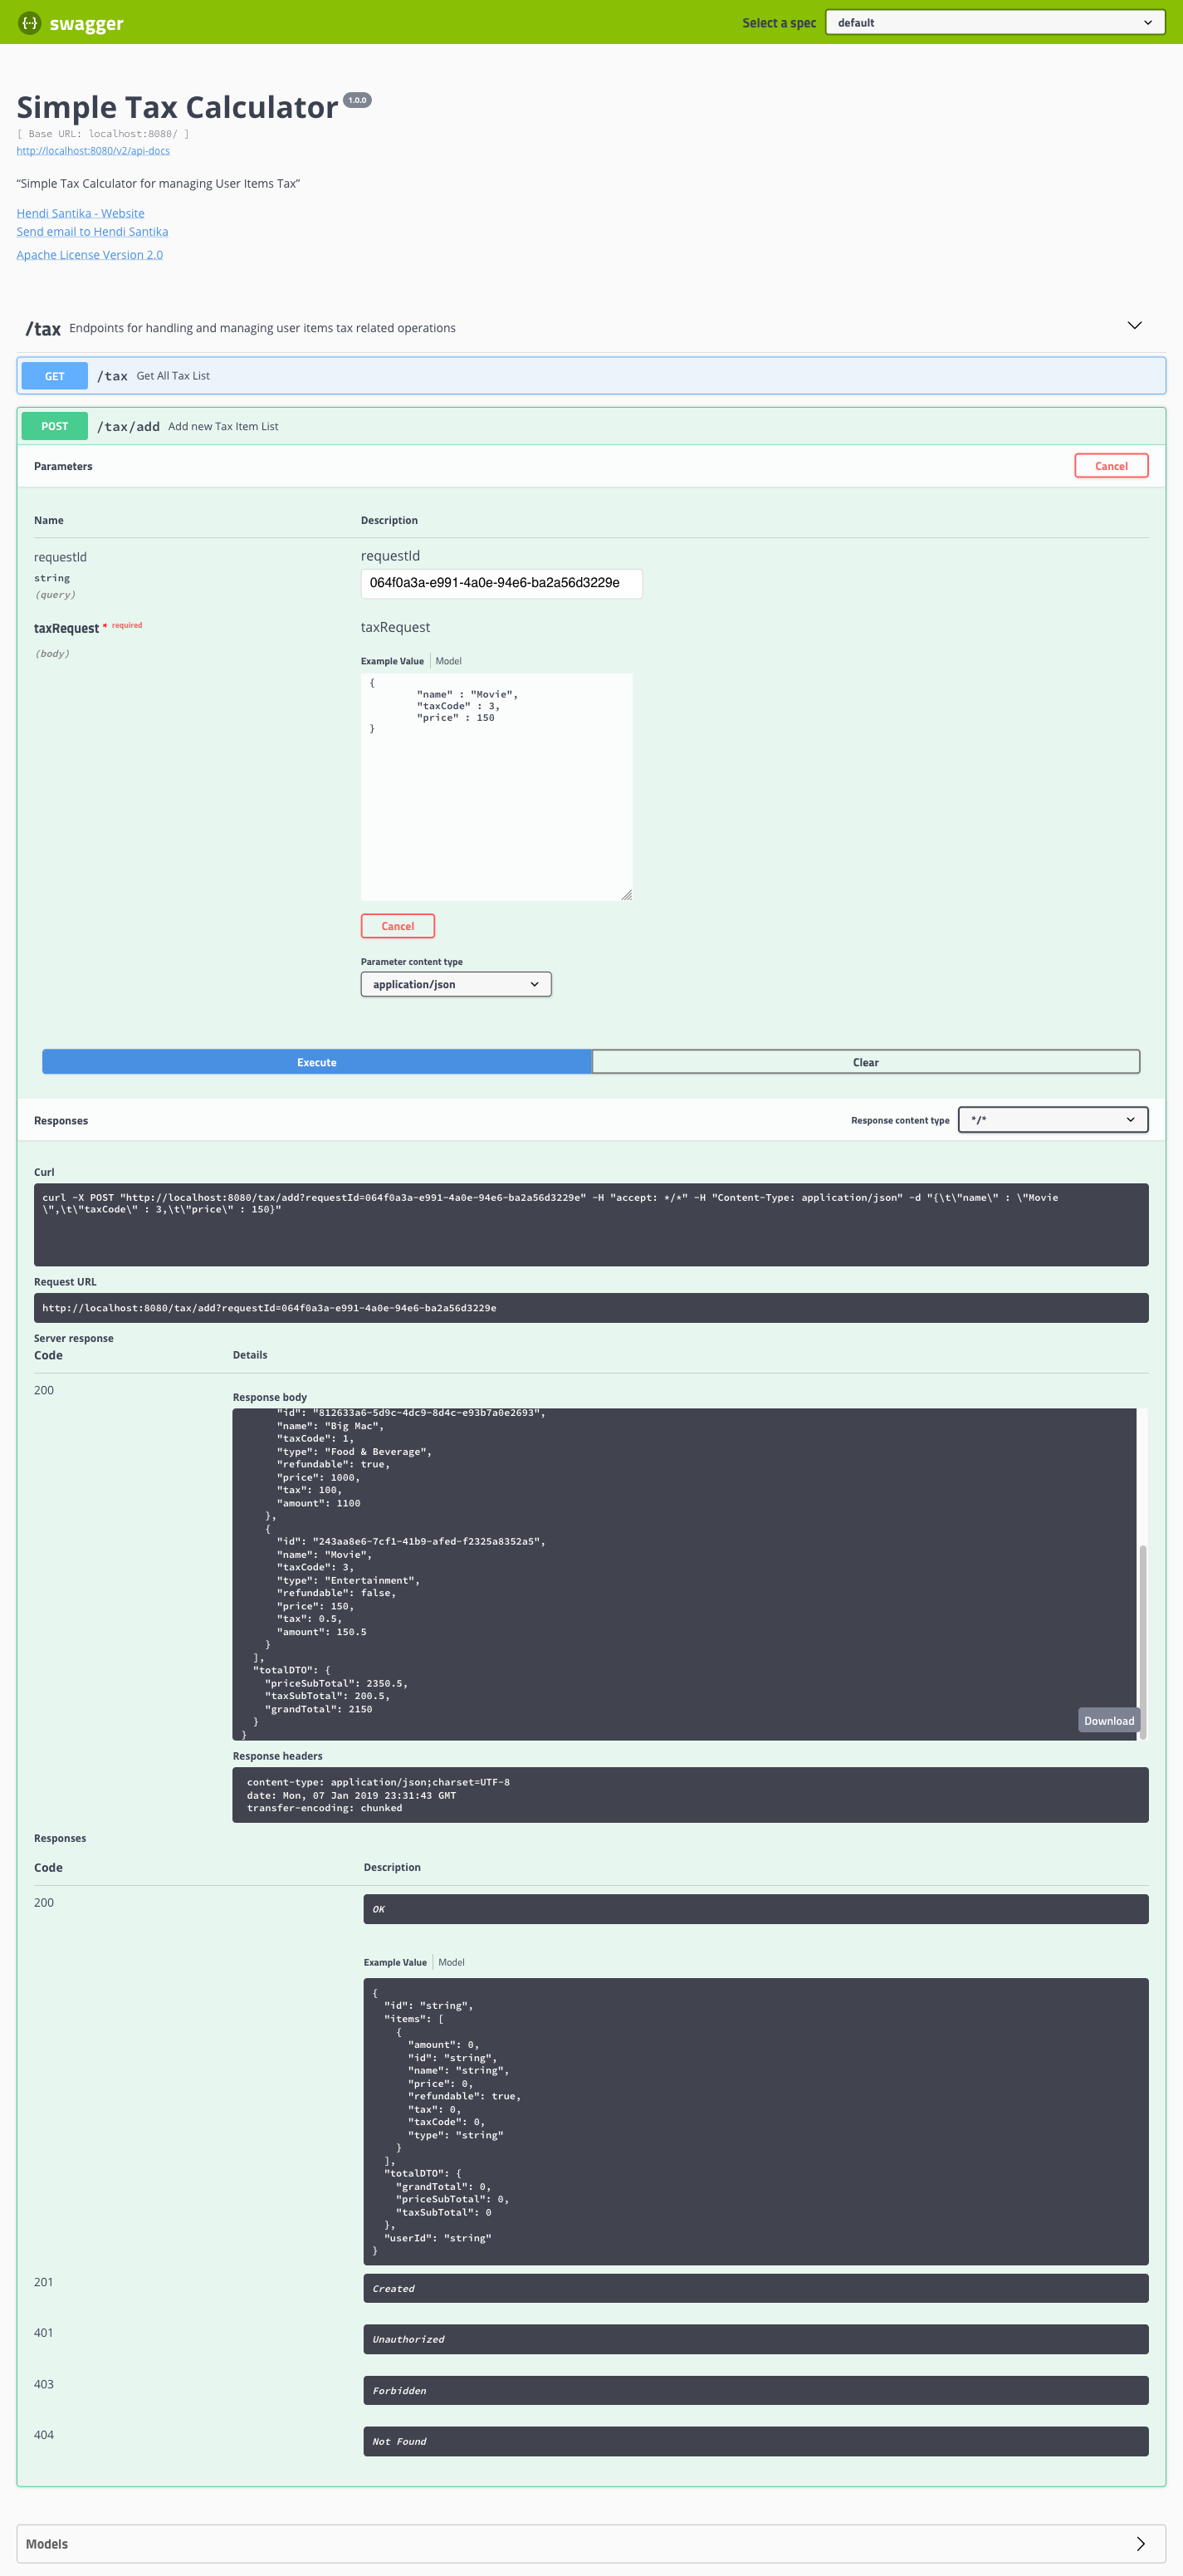 swagger
Select a spec
default
Simple Tax Calculator 1.0.0
[ Base URL: localhost:8080/ ]
http://localhost:8080/v2/api-docs
“Simple Tax Calculator for managing User Items Tax”
Hendi Santika - Website
Send email to Hendi Santika
Apache License Version 2.0
/tax Endpoints for handling and managing user items tax related operations
GET /tax Get All Tax List
POST /tax/add Add new Tax Item List
Parameters
Cancel
Name Description
requestId
string
(query)
requestId
064f0a3a-e991-4a0e-94e6-ba2a56d3229e
taxRequest * required
(body)
taxRequest
Example Value Model
{
"name" : "Movie",
"taxCode" : 3,
"price" : 150
}
Cancel
Parameter content type
application/json
Execute Clear
Responses
Response content type
*/*
Curl
curl -X POST "http://localhost:8080/tax/add?requestId=064f0a3a-e991-4a0e-94e6-ba2a56d3229e" -H "accept: */*" -H "Content-Type: application/json" -d "{\t\"name\" : \"Movie
\",\t\"taxCode\" : 3,\t\"price\" : 150}"
Request URL
http://localhost:8080/tax/add?requestId=064f0a3a-e991-4a0e-94e6-ba2a56d3229e
Server response
Code Details
200
Response body
"id": "812633a6-5d9c-4dc9-8d4c-e93b7a0e2693",
"name": "Big Mac",
"taxCode": 1,
"type": "Food & Beverage",
"refundable": true,
"price": 1000,
"tax": 100,
"amount": 1100
},
{
"id": "243aa8e6-7cf1-41b9-afed-f2325a8352a5",
"name": "Movie",
"taxCode": 3,
"type": "Entertainment",
"refundable": false,
"price": 150,
"tax": 0.5,
"amount": 150.5
}
],
"totalDTO": {
"priceSubTotal": 2350.5,
"taxSubTotal": 200.5,
"grandTotal": 2150
}
}
Download
Response headers
content-type: application/json;charset=UTF-8
date: Mon, 07 Jan 2019 23:31:43 GMT
transfer-encoding: chunked
Responses
Code Description
200
OK
Example Value Model
{
"id": "string",
"items": [
{
"amount": 0,
"id": "string",
"name": "string",
"price": 0,
"refundable": true,
"tax": 0,
"taxCode": 0,
"type": "string"
}
],
"totalDTO": {
"grandTotal": 0,
"priceSubTotal": 0,
"taxSubTotal": 0
},
"userId": "string"
}
201 Created
401 Unauthorized
403 Forbidden
404 Not Found
Models